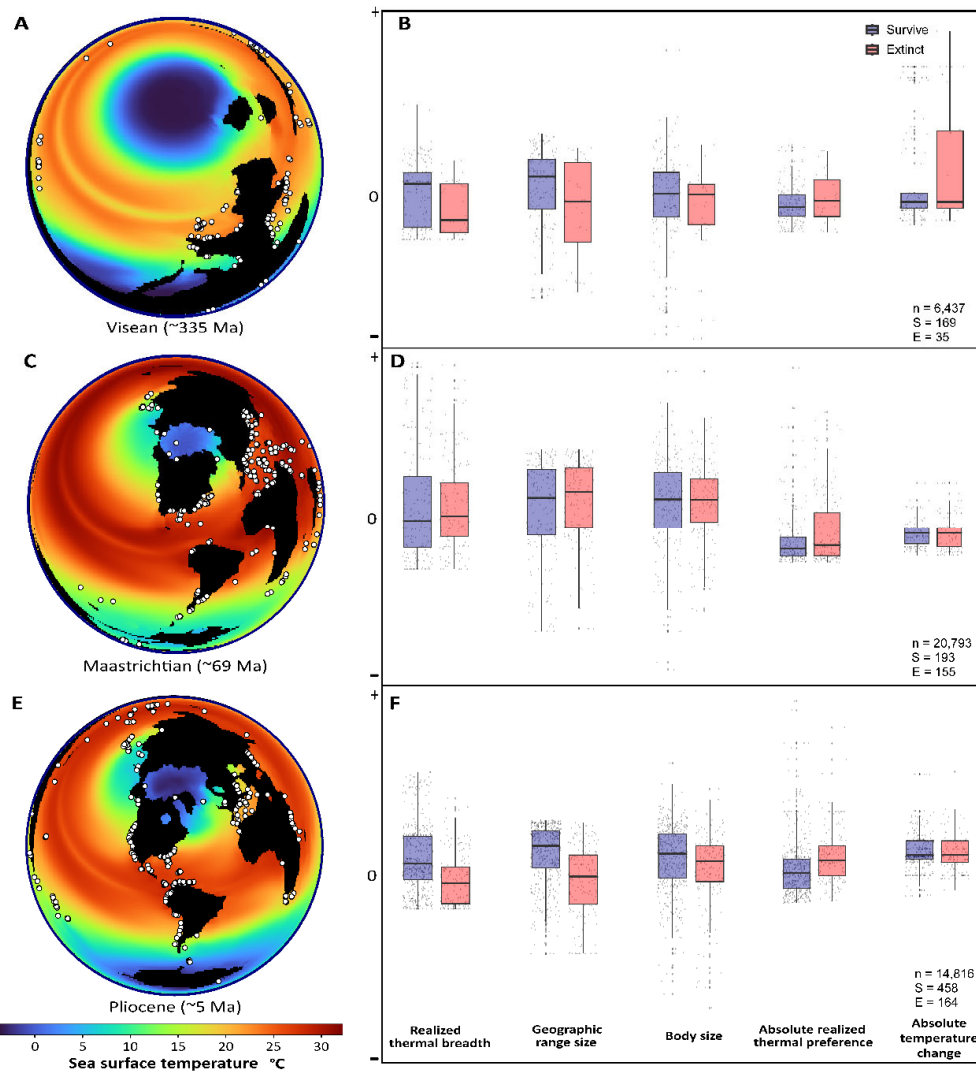 A
B
+
Survive
Extinct
0
–
n = 6,437
S = 169
E = 35
Visean (~335 Ma)
C
D
+
0
–
n = 20,793
S = 193
E = 155
Maastrichtian (~69 Ma)
E
F
+
0
–
n = 14,816
S = 458
E = 164
Pliocene (~5 Ma)
0 5 10 15 20 25 30
Sea surface temperature °C
Realized
thermal breadth
Geographic
range size
Body size
Absolute realized
thermal preference
Absolute
temperature
change